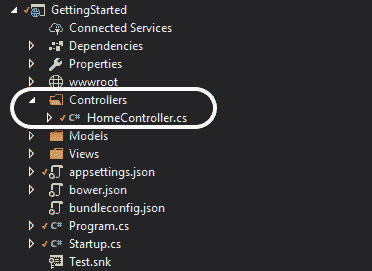 GettingStarted
Connected Services
Dependencies
Properties
wwwroot
Controllers
C# HomeController.cs
Models
Views
appsettings.json
bower.json
bundleconfig.json
C# Program.cs
C# Startup.cs
Test.snk